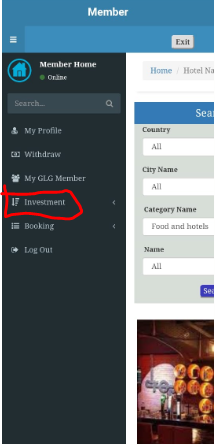 Member
Exit
Member Home
Online
Search...
My Profile
Withdraw
My GLG Member
Investment
Booking
Log Out
Home / Hotel Na
Sear
Country
All
City Name
All
Category Name
Food and hotels
Name
All
Sea